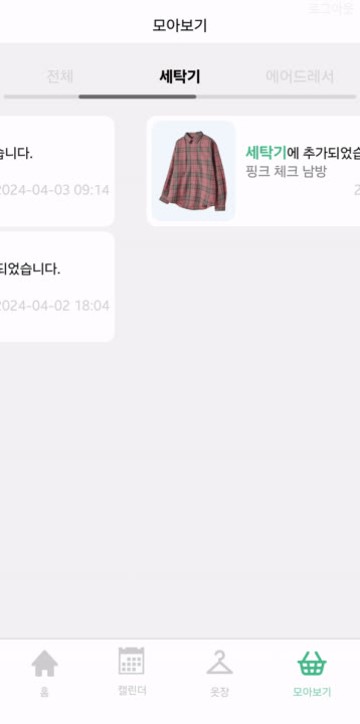 로그아웃
모아보기
전체
세탁기
에어드레서
습니다.
2024-04-03 09:14
되었습니다.
2024-04-02 18:04
세탁기에 추가되었습
핑크 체크 남방
2
홈
캘린더
옷장
모아보기